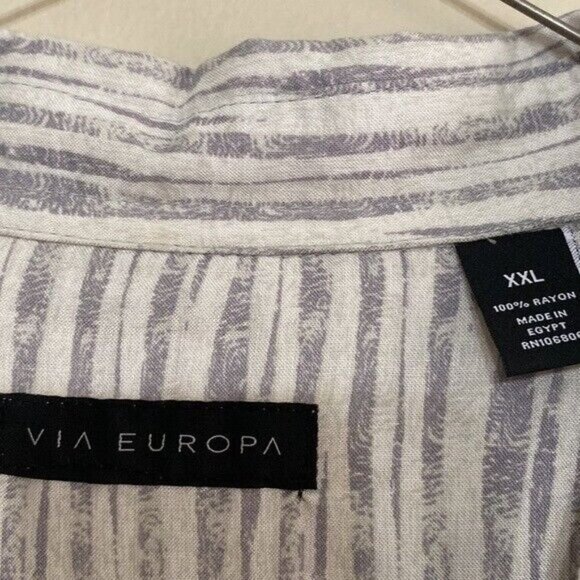 XXL
100% RAYON
MADE IN
EGYPT
VIA EUROPA